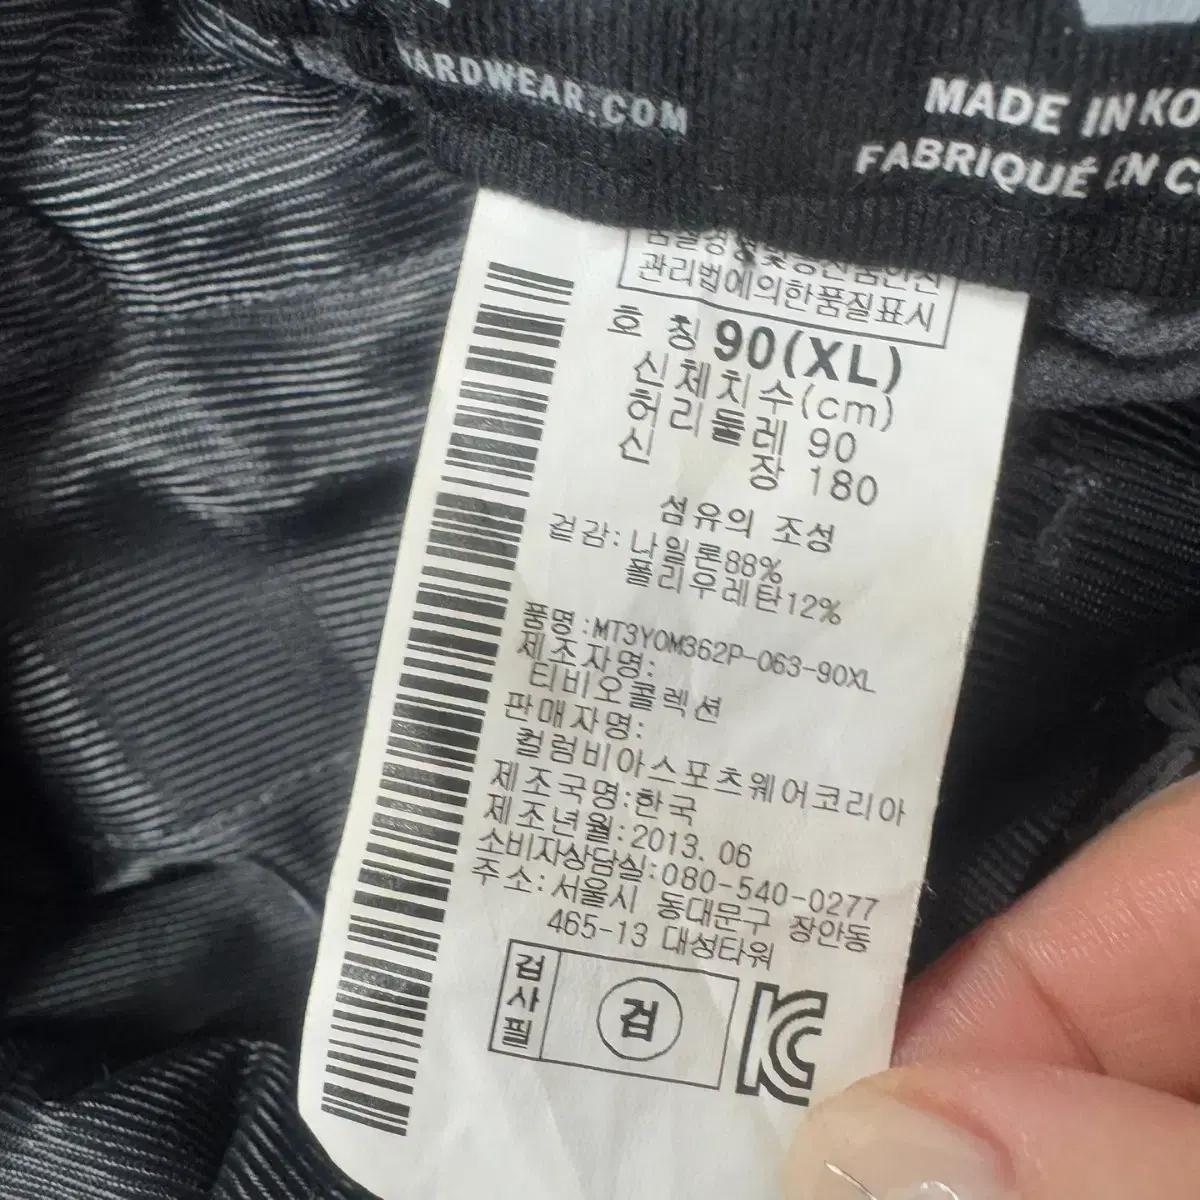 HARDWEAR.COM
MADE IN KO
FABRIQUÉ EN C
관리법에의한품질표시
호 칭 90(XL)
신체치수(cm)
허리둘레 90
신 장 180
섬유의 조성
겉감:나일론88%
폴리우레탄12%
품명:MT3YOM362P-063-90XL
제조자명:
티비오콜렉션
판매자명:
컬럼비아스포츠웨어코리아
제조국명:한국
제조년월:2013. 06
소비자상담실:080-540-0277
주소:서울시 동대문구 장안동
465-13 대성타워
검사필
검
KC